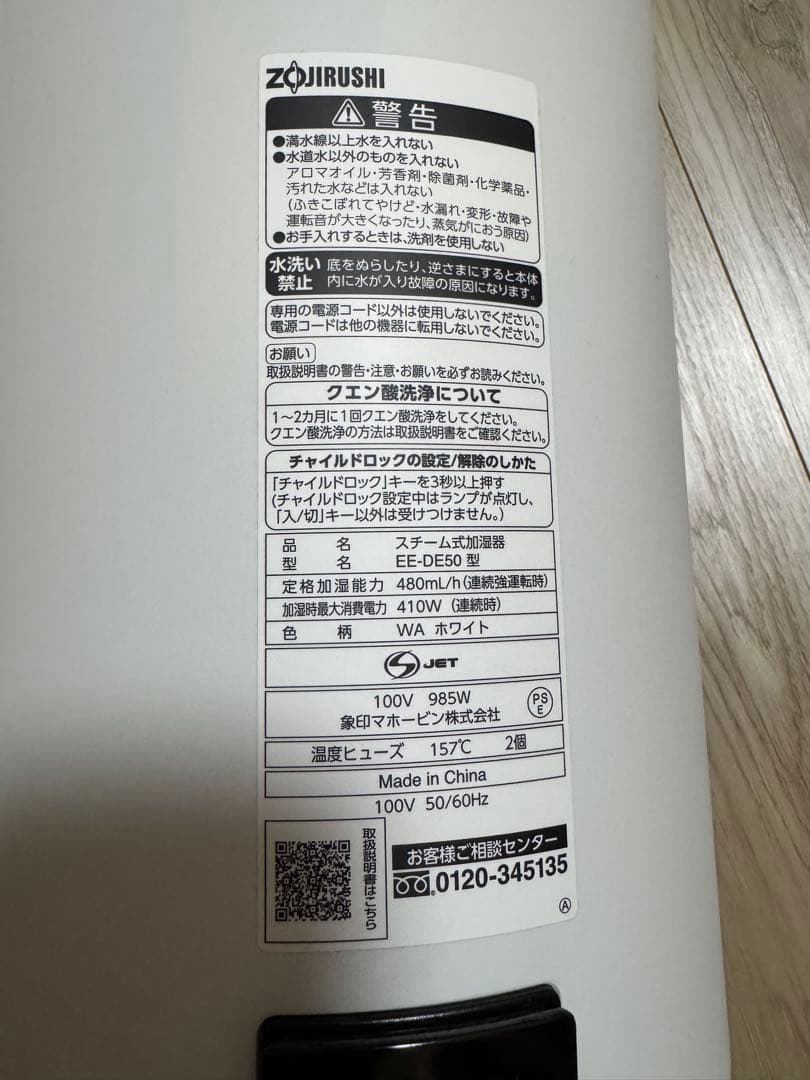 ZOJIRUSHI
警告
●満水線以上水を入れない
●水道水以外のものを入れない
アロマオイル・芳香剤・除菌剤・化学薬品・
汚れた水などは入れない
(ふきこぼれてやけど・水漏れ・変形・故障や
運転音が大きくなったり、蒸気がにおう原因)
●お手入れするときは、洗剤を使用しない
水洗い禁止
底をぬらしたり、逆さまにすると本体
内に水が入り故障の原因になります。
専用の電源コード以外は使用しないでください。
電源コードは他の機器に転用しないでください。
お願い
取扱説明書の警告・注意・お願いを必ずお読みください。
クエン酸洗浄について
1〜2カ月に1回クエン酸洗浄をしてください。
クエン酸洗浄の方法は取扱説明書をご確認ください。
チャイルドロックの設定/解除のしかた
「チャイルドロック」キーを3秒以上押す
(チャイルドロック設定中はランプが点灯し、
「入/切」キー以外は受けつけません。)
品名 スチーム式加湿器
型名 EE-DE50 型
定格加湿能力 480mL/h(連続強運転時)
加湿時最大消費電力 410W (連続時)
色柄 WA ホワイト
S JET
100V 985W
象印マホービン株式会社
PS
E
温度ヒューズ 157℃ 2個
Made in China
100V 50/60Hz
取扱説明書はこちら
お客様ご相談センター
0120-345135
Ⓐ